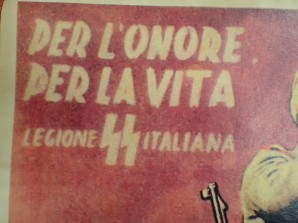 PER L'ONORE,
PER LA VITA
LEGIONE SS ITALIANA